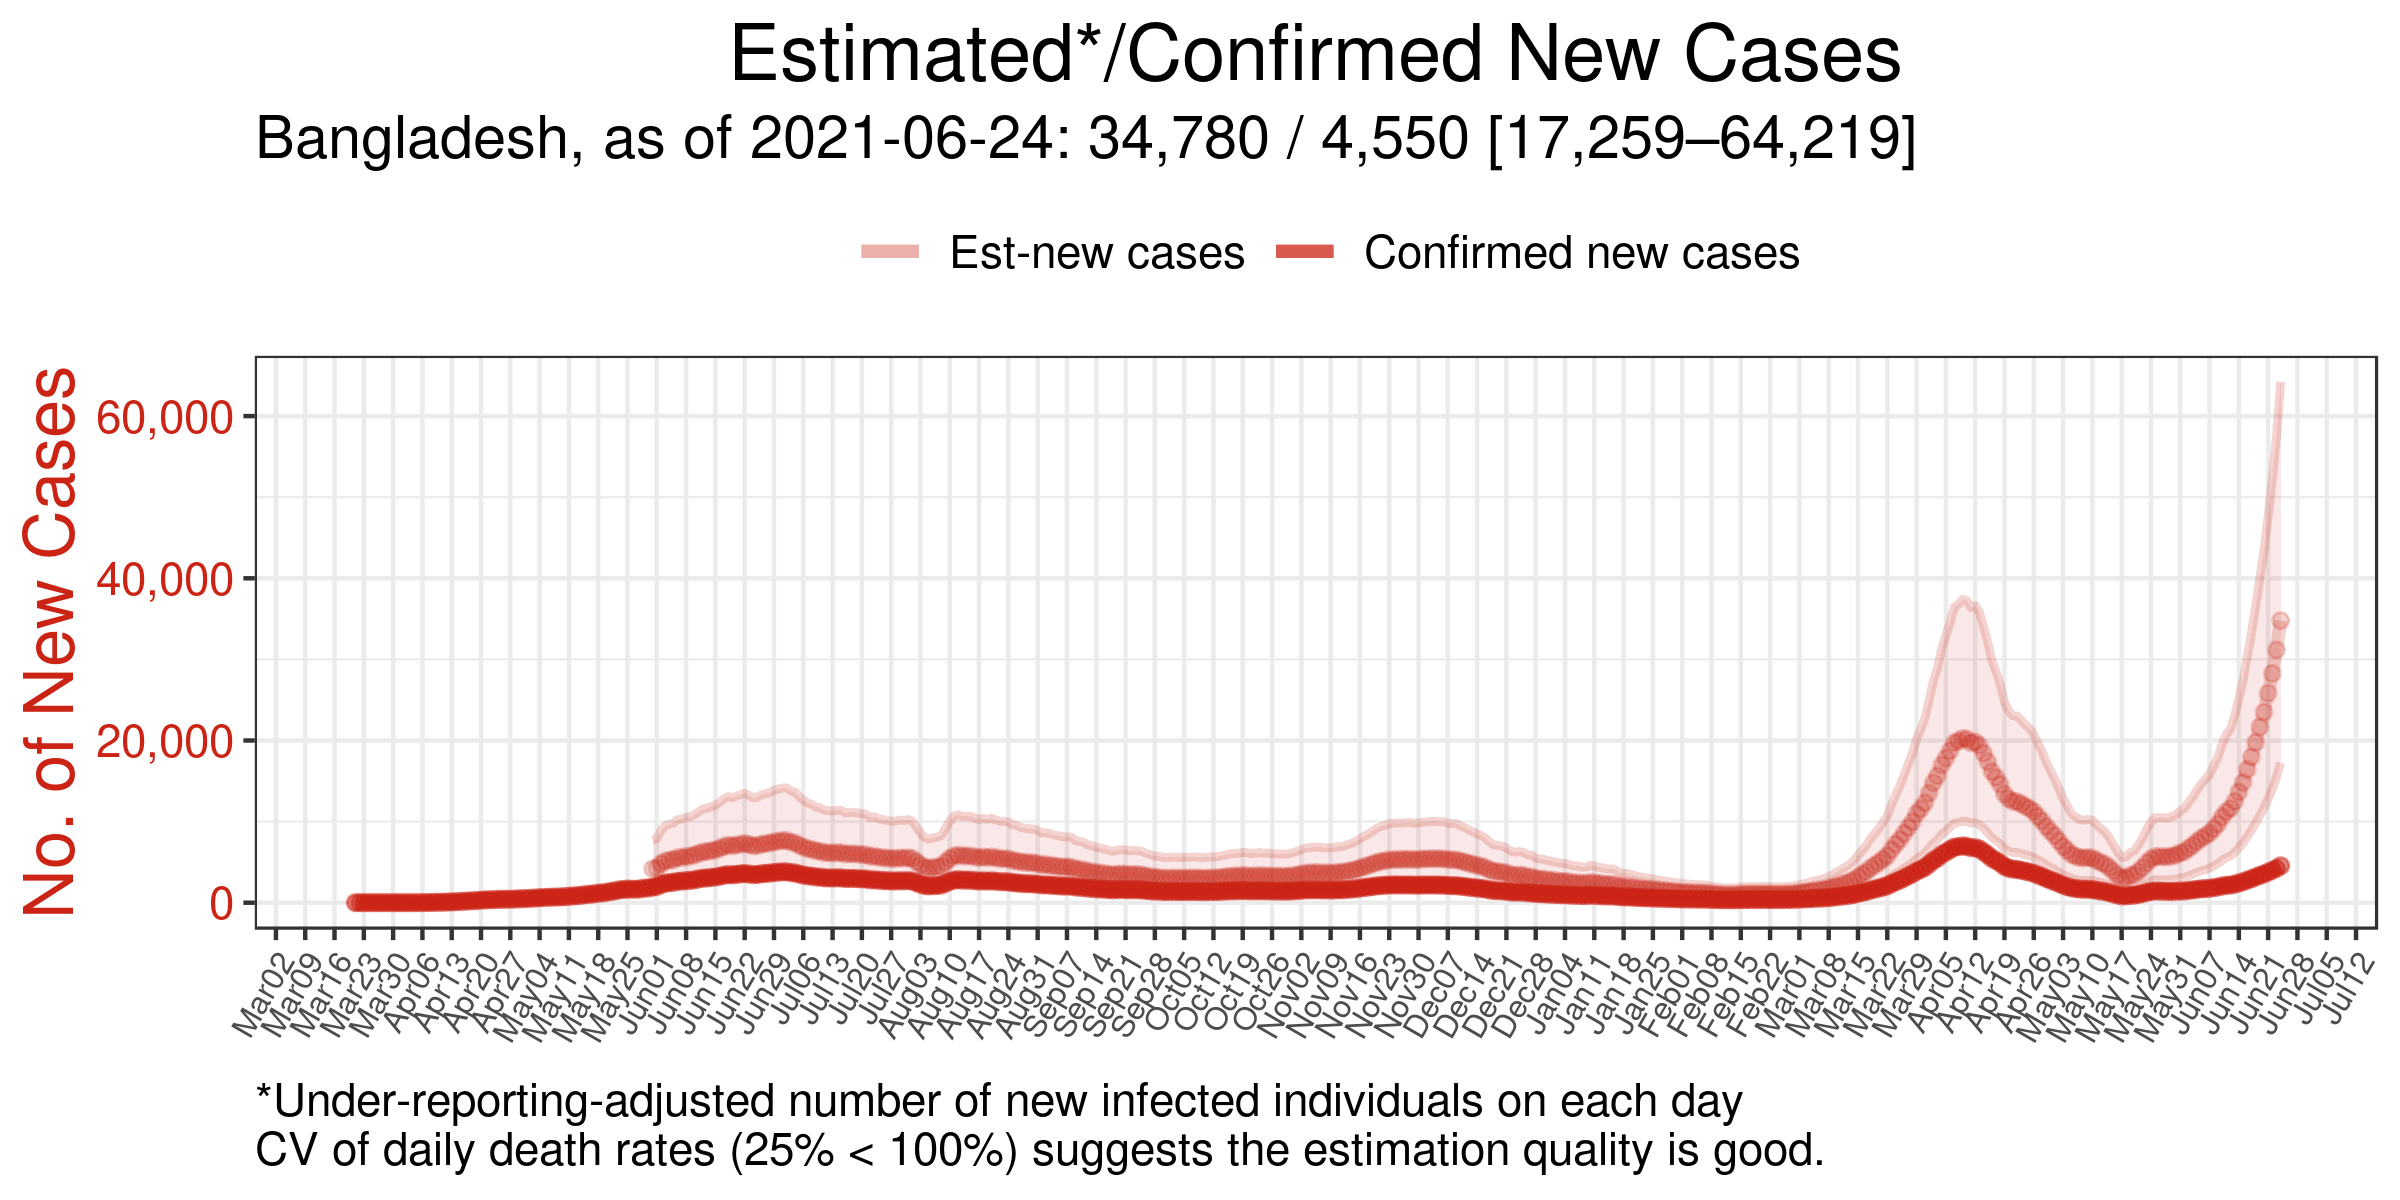 Estimated*/Confirmed New Cases
Bangladesh, as of 2021-06-24: 34,780 / 4,550 [17,259–64,219]
Est-new cases
Confirmed new cases
No. of New Cases
60,000
40,000
20,000
0
Mar02
Mar09
Mar16
Mar23
Mar30
Apr06
Apr13
Apr20
Apr27
May04
May11
May18
May25
Jun01
Jun08
Jun15
Jun22
Jun29
Jul06
Jul13
Jul20
Jul27
Aug03
Aug10
Aug17
Aug24
Aug31
Sep07
Sep14
Sep21
Sep28
Oct05
Oct12
Oct19
Oct26
Nov02
Nov09
Nov16
Nov23
Nov30
Dec07
Dec14
Dec21
Dec28
Jan04
Jan11
Jan18
Jan25
Feb01
Feb08
Feb15
Feb22
Mar01
Mar08
Mar15
Mar22
Mar29
Apr05
Apr12
Apr19
Apr26
May03
May10
May17
May24
May31
Jun07
Jun14
Jun21
Jun28
Jul05
Jul12
*Under-reporting-adjusted number of new infected individuals on each day
CV of daily death rates (25% < 100%) suggests the estimation quality is good.